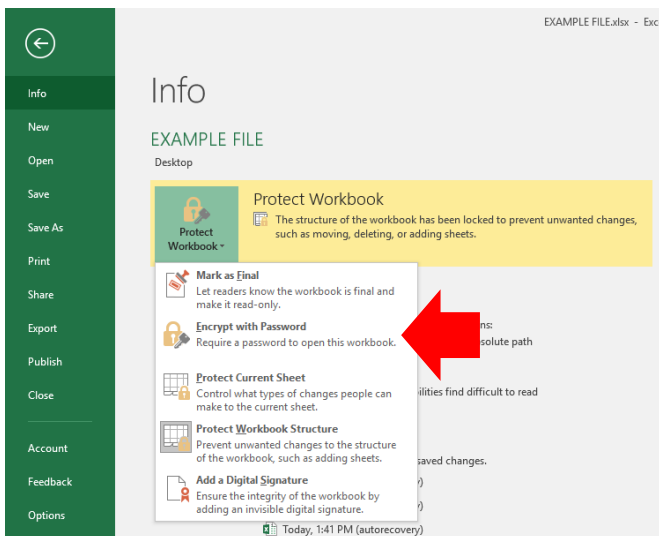 EXAMPLE FILE.xlsx - Exc
Info
New
Open
Save
Save As
Print
Share
Export
Publish
Close
Account
Feedback
Options
Info
EXAMPLE FILE
Desktop
Protect Workbook
Protect Workbook
The structure of the workbook has been locked to prevent unwanted changes,
such as moving, deleting, or adding sheets.
Mark as Final
Let readers know the workbook is final and
make it read-only.
Encrypt with Password
Require a password to open this workbook.
Protect Current Sheet
Control what types of changes people can
make to the current sheet.
Protect Workbook Structure
Prevent unwanted changes to the structure
of the workbook, such as adding sheets.
Add a Digital Signature
Ensure the integrity of the workbook by
adding an invisible digital signature.
ns:
solute path
ilities find difficult to read
saved changes.
Today, 1:41 PM (autorecovery)